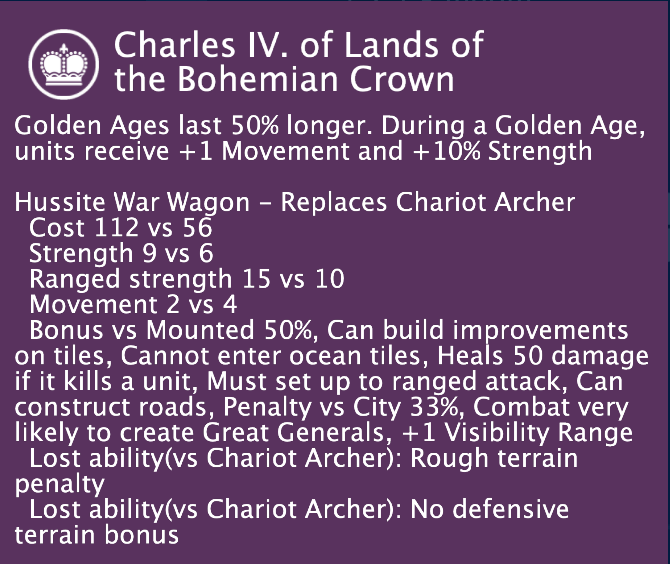 Charles IV. of Lands of
the Bohemian Crown
Golden Ages last 50% longer. During a Golden Age,
units receive +1 Movement and +10% Strength
Hussite War Wagon - Replaces Chariot Archer
Cost 112 vs 56
Strength 9 vs 6
Ranged strength 15 vs 10
Movement 2 vs 4
Bonus vs Mounted 50%, Can build improvements
on tiles, Cannot enter ocean tiles, Heals 50 damage
if it kills a unit, Must set up to ranged attack, Can
construct roads, Penalty vs City 33%, Combat very
likely to create Great Generals, +1 Visibility Range
Lost ability(vs Chariot Archer): Rough terrain
penalty
Lost ability(vs Chariot Archer): No defensive
terrain bonus